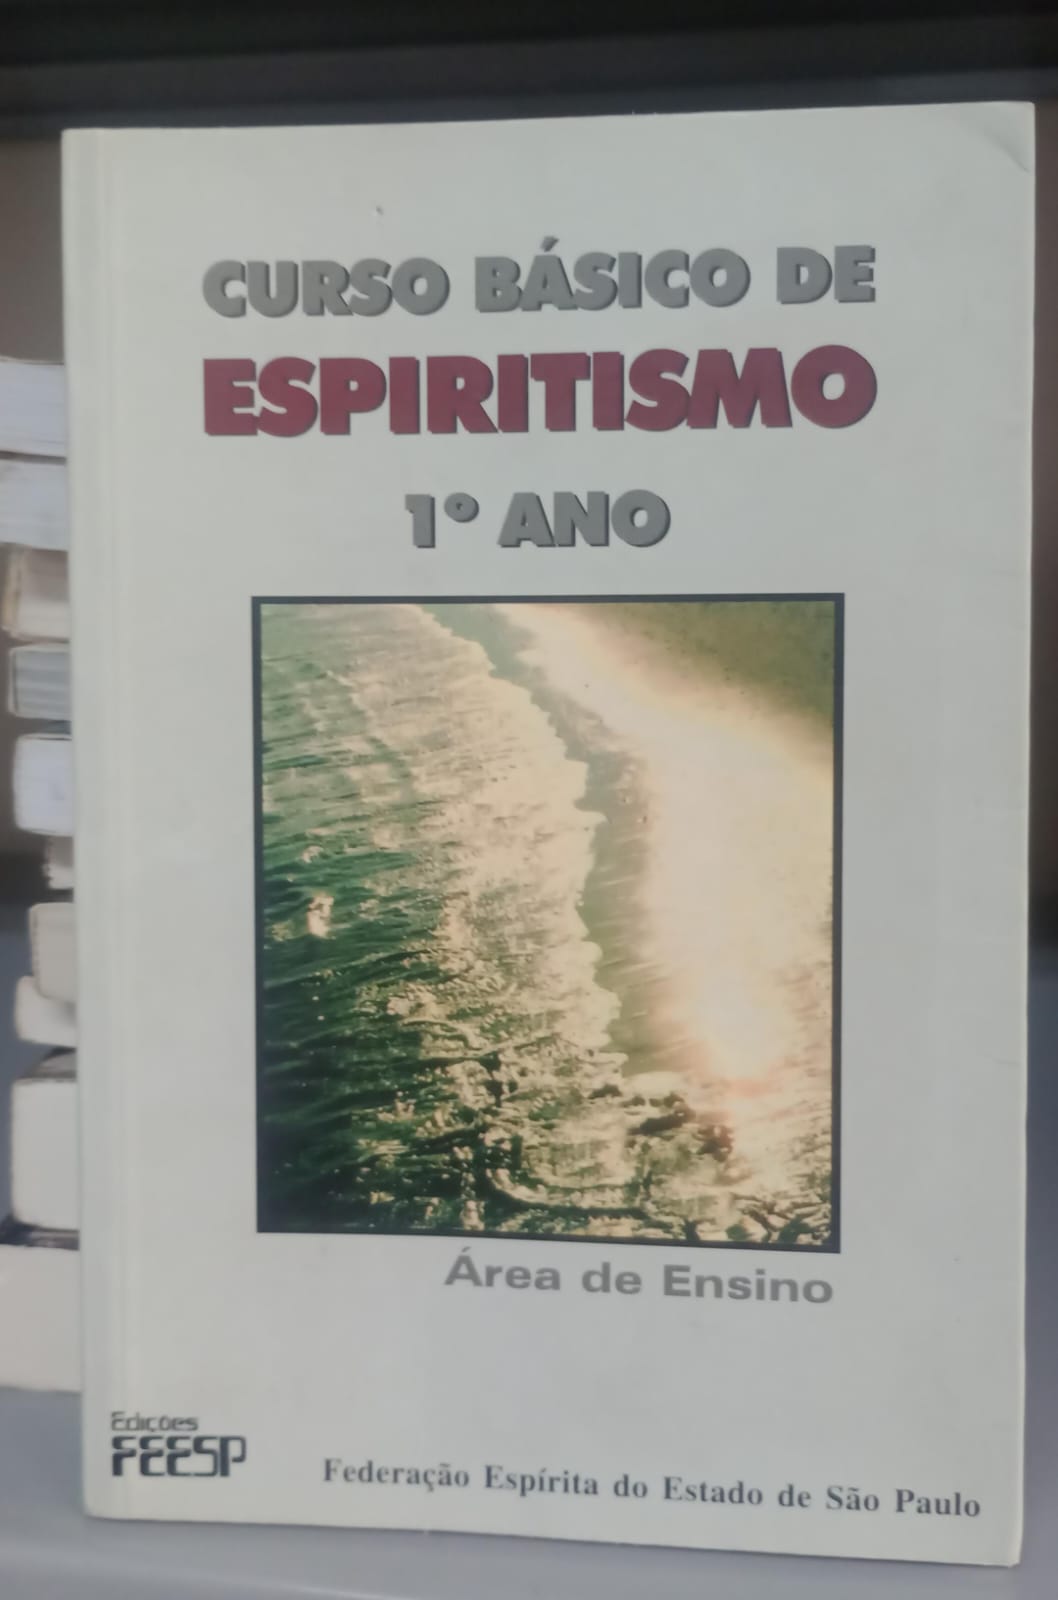 CURSO BÁSICO DE
ESPIRITISMO
1º ANO
Área de Ensino
Edições
FEESP
Federação Espírita do Estado de São Paulo